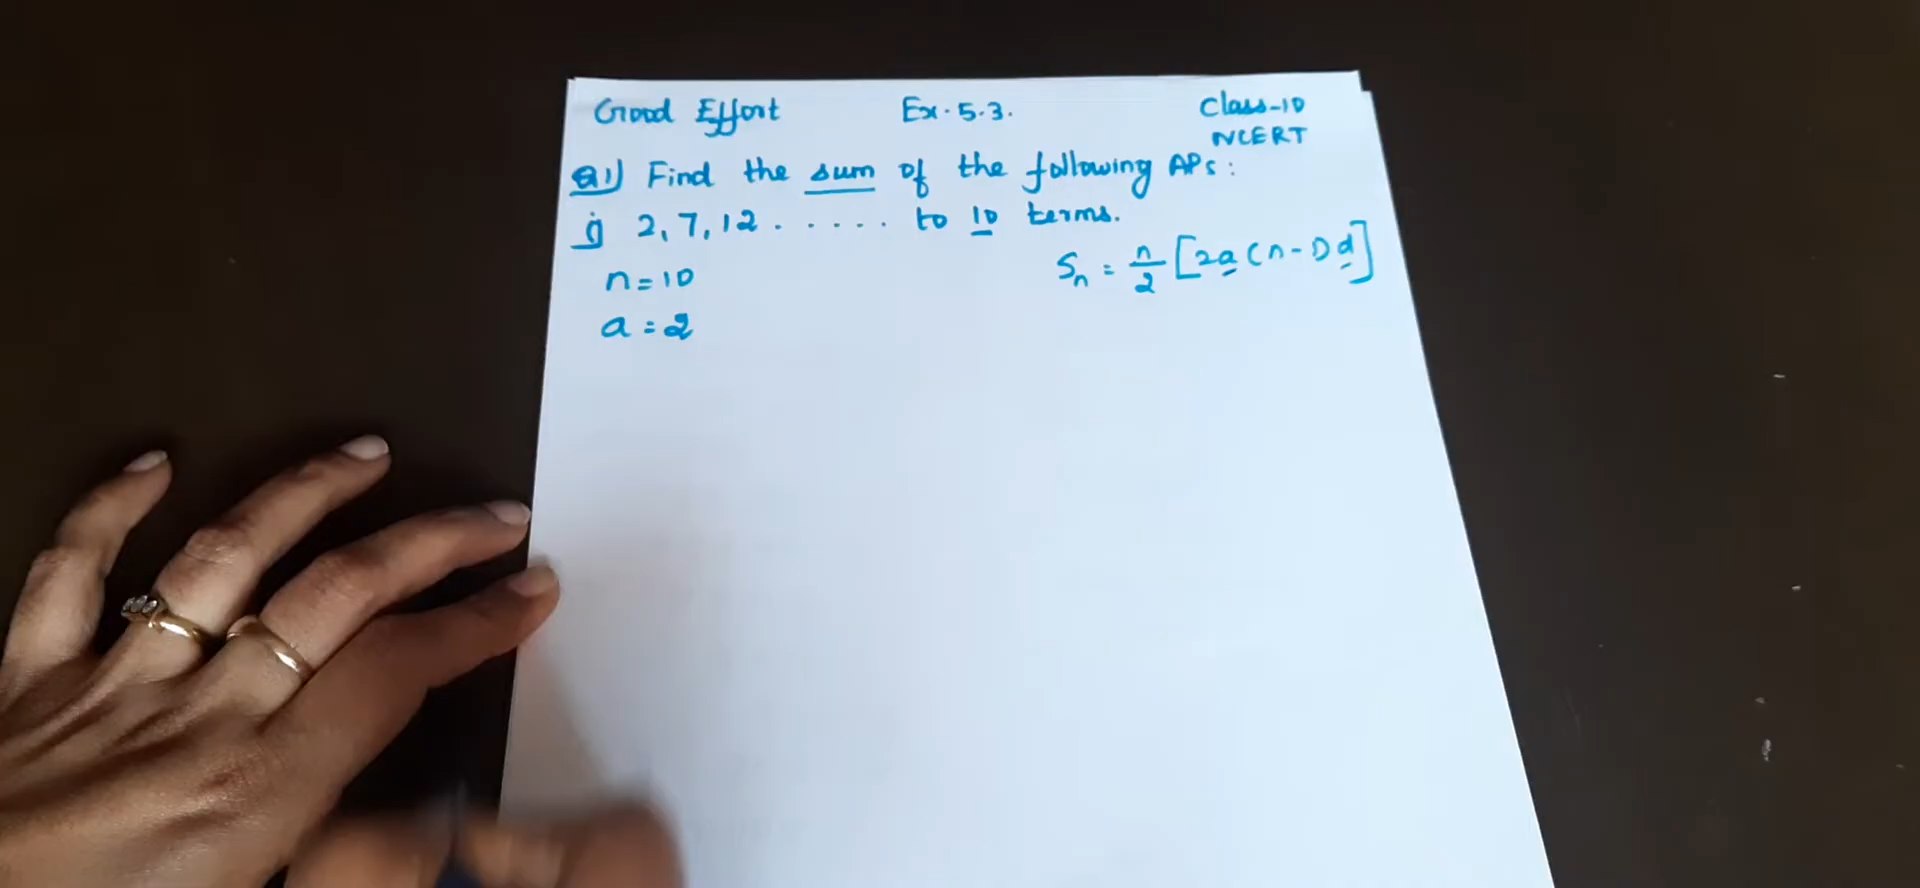 Good Effort Ex. 5.3. Class-10
NCERT
Q1) Find the sum of the following APs:
i) 2, 7, 12 . . . . . . to 10 terms.
n = 10
Sn = n/2 [2a (n-1)d]
a = 2